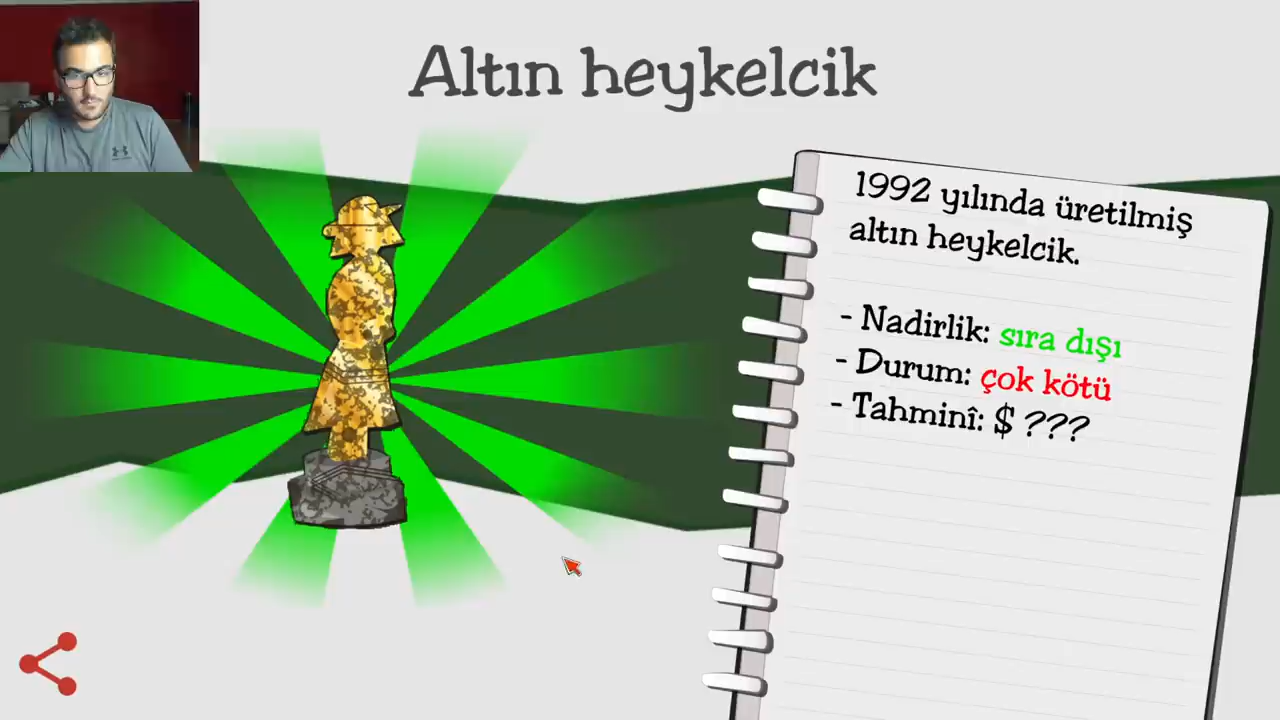 Altın heykelcik
1992 yılında üretilmiş
altın heykelcik.
- Nadirlik: sıra dışı
- Durum: çok kötü
- Tahminî: $ ???